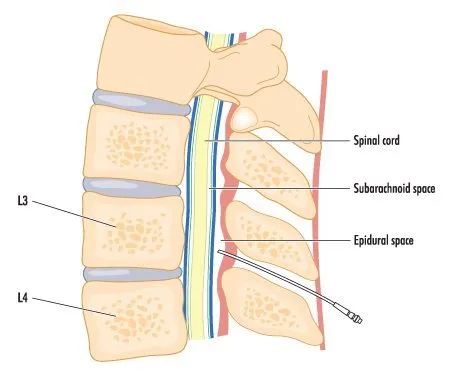 Spinal cord
Subarachnoid space
L3
Epidural space
L4